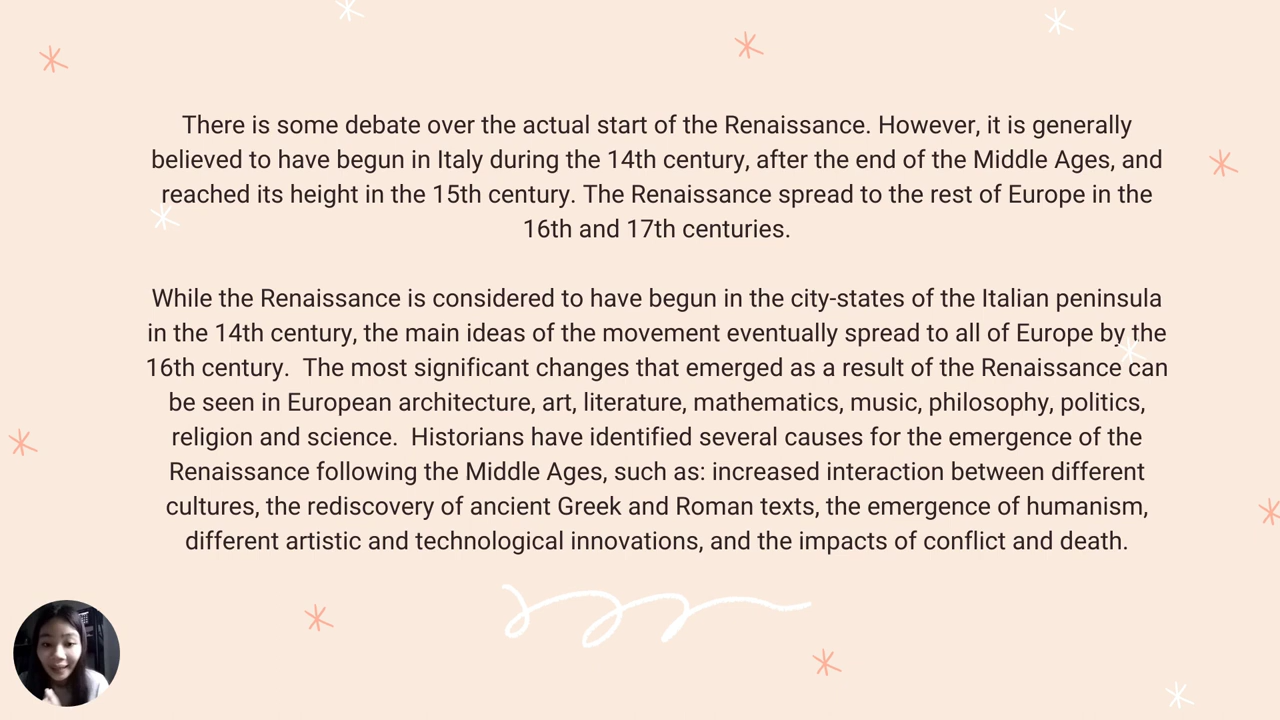 There is some debate over the actual start of the Renaissance. However, it is generally
believed to have begun in Italy during the 14th century, after the end of the Middle Ages, and
reached its height in the 15th century. The Renaissance spread to the rest of Europe in the
16th and 17th centuries.
While the Renaissance is considered to have begun in the city-states of the Italian peninsula
in the 14th century, the main ideas of the movement eventually spread to all of Europe by the
16th century.  The most significant changes that emerged as a result of the Renaissance can
be seen in European architecture, art, literature, mathematics, music, philosophy, politics,
religion and science.  Historians have identified several causes for the emergence of the
Renaissance following the Middle Ages, such as: increased interaction between different
cultures, the rediscovery of ancient Greek and Roman texts, the emergence of humanism,
different artistic and technological innovations, and the impacts of conflict and death.